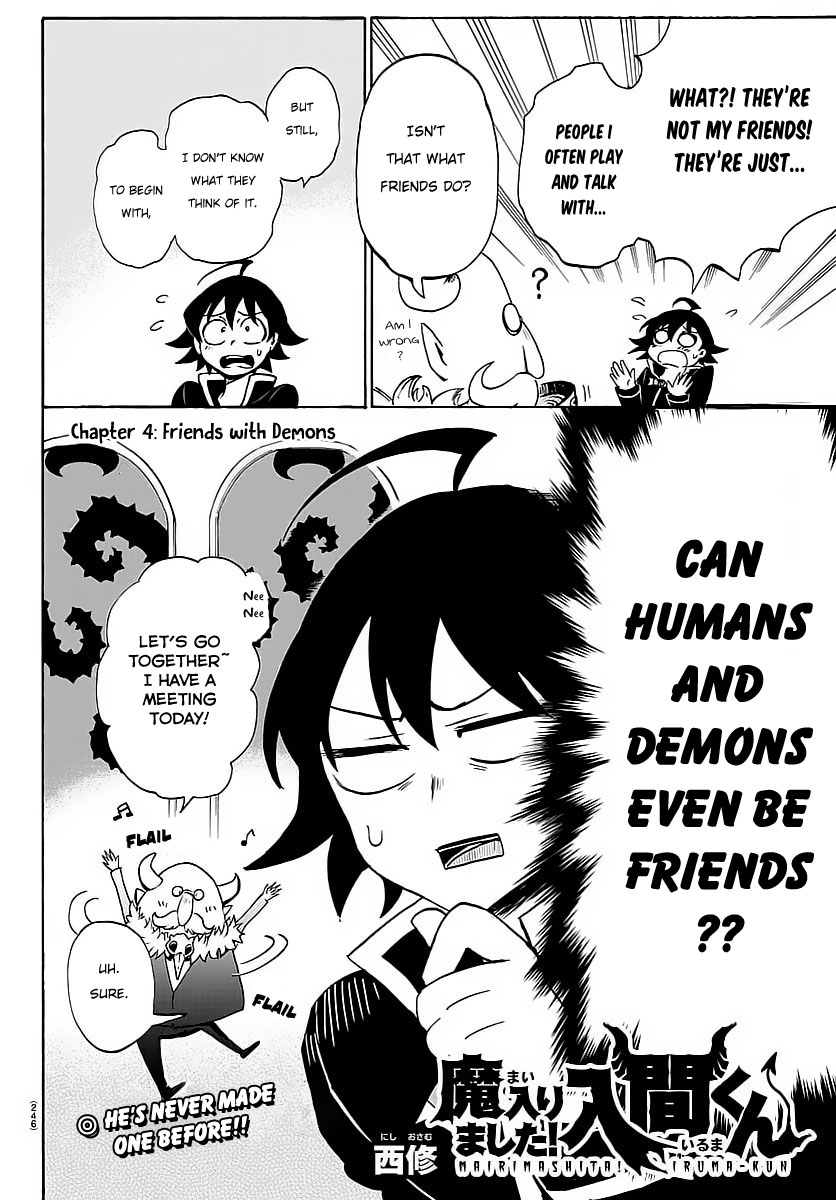 WHAT?! THEY'RE
NOT MY FRIENDS!
THEY'RE JUST...
PEOPLE I
OFTEN PLAY
AND TALK
WITH...
ISN'T
THAT WHAT
FRIENDS DO?
?
Am I
wrong
?
BUT
STILL,
I DON'T KNOW
WHAT THEY
THINK OF IT.
TO BEGIN
WITH,
Chapter 4: Friends with Demons
CAN
HUMANS
AND
DEMONS
EVEN BE
FRIENDS
??
Nee
Nee
LET'S GO
TOGETHER~
I HAVE A
MEETING
TODAY!
FLAIL
FLAIL
UH.
SURE.
HE'S NEVER MADE
ONE BEFORE!!
魔入り
まい
ました!
入間くん
いるま
MAIRIMASHITA! IRUMA-KUN
にし おさむ
西修
(246)